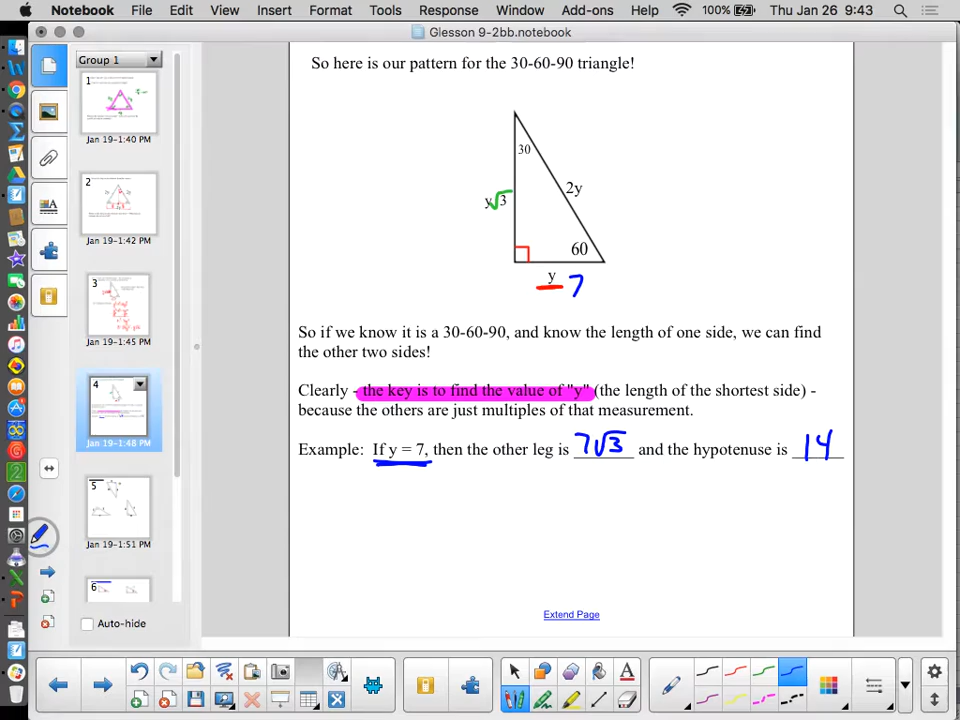 Notebook File Edit View Insert Format Tools Response Window Add-ons Help 100% Thu Jan 26 9:43
Glesson 9-2bb.notebook
Group 1
1
Jan 19-1:40 PM
2
Jan 19-1:42 PM
3
Jan 19-1:45 PM
4
Jan 19-1:48 PM
5
Jan 19-1:51 PM
6
Auto-hide
So here is our pattern for the 30-60-90 triangle!
30
2y
y√3
60
y 7
So if we know it is a 30-60-90, and know the length of one side, we can find
the other two sides!
Clearly - the key is to find the value of "y" (the length of the shortest side) -
because the others are just multiples of that measurement.
Example: If y = 7, then the other leg is 7√3 and the hypotenuse is 14
Extend Page